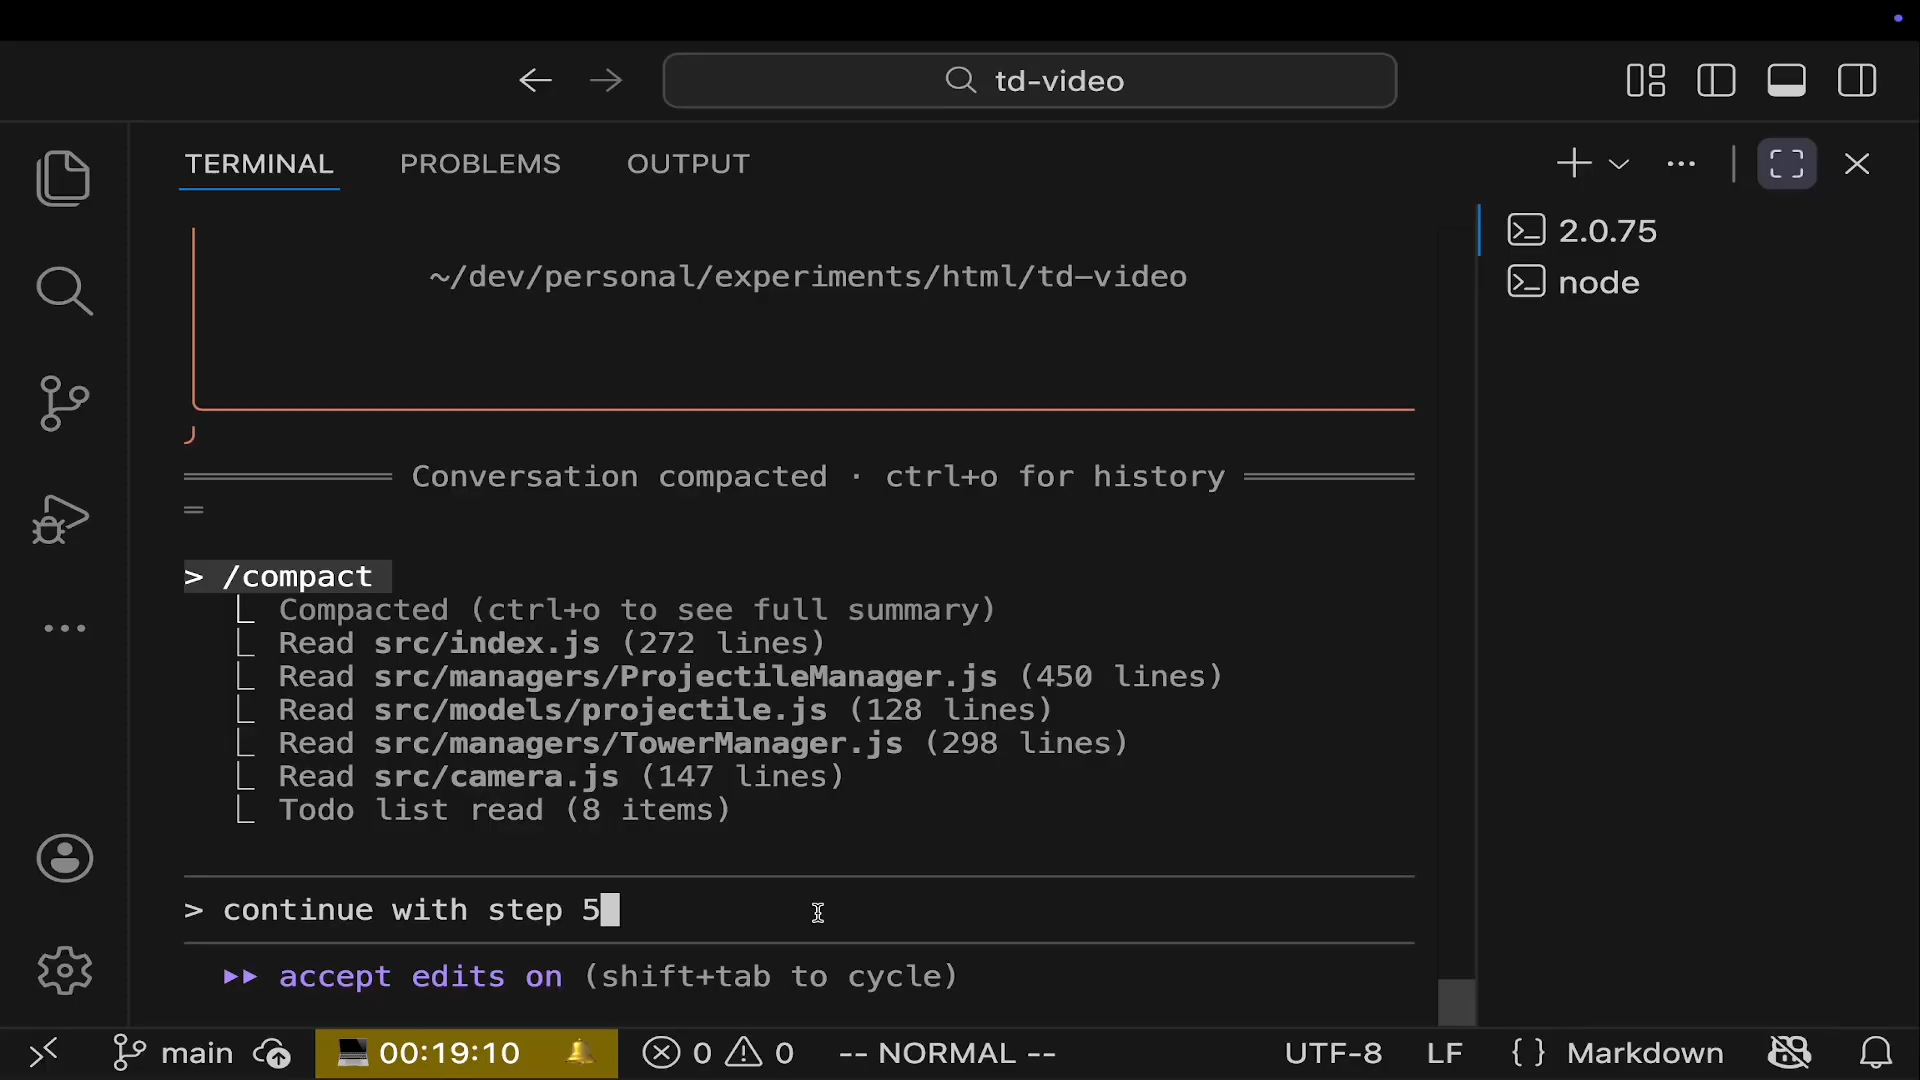 td-video
TERMINAL PROBLEMS OUTPUT
2.0.75
node
~/dev/personal/experiments/html/td-video
Conversation compacted · ctrl+o for history
> /compact
Compacted (ctrl+o to see full summary)
Read src/index.js (272 lines)
Read src/managers/ProjectileManager.js (450 lines)
Read src/models/projectile.js (128 lines)
Read src/managers/TowerManager.js (298 lines)
Read src/camera.js (147 lines)
Todo list read (8 items)
> continue with step 5
accept edits on (shift+tab to cycle)
main 00:19:10 0 0 -- NORMAL -- UTF-8 LF { } Markdown